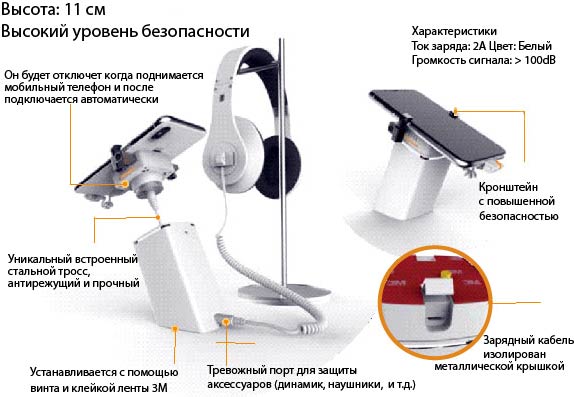 Высота: 11 см
Высокий уровень безопасности
Характеристики
Ток заряда: 2А Цвет: Белый
Громкость сигнала: > 100dB
Он будет отключет когда поднимается
мобильный телефон и после
подключается автоматически
Кронштейн
с повышенной
безопасностью
Уникальный встроенный
стальной тросс,
антирежущий и прочный
3M
Зарядный кабель
изолирован
металлической крышкой
Устанавливается с помощью
винта и клейкой ленты 3М
Тревожный порт для защиты
аксессуаров (динамик, наушники,  и т.д.)